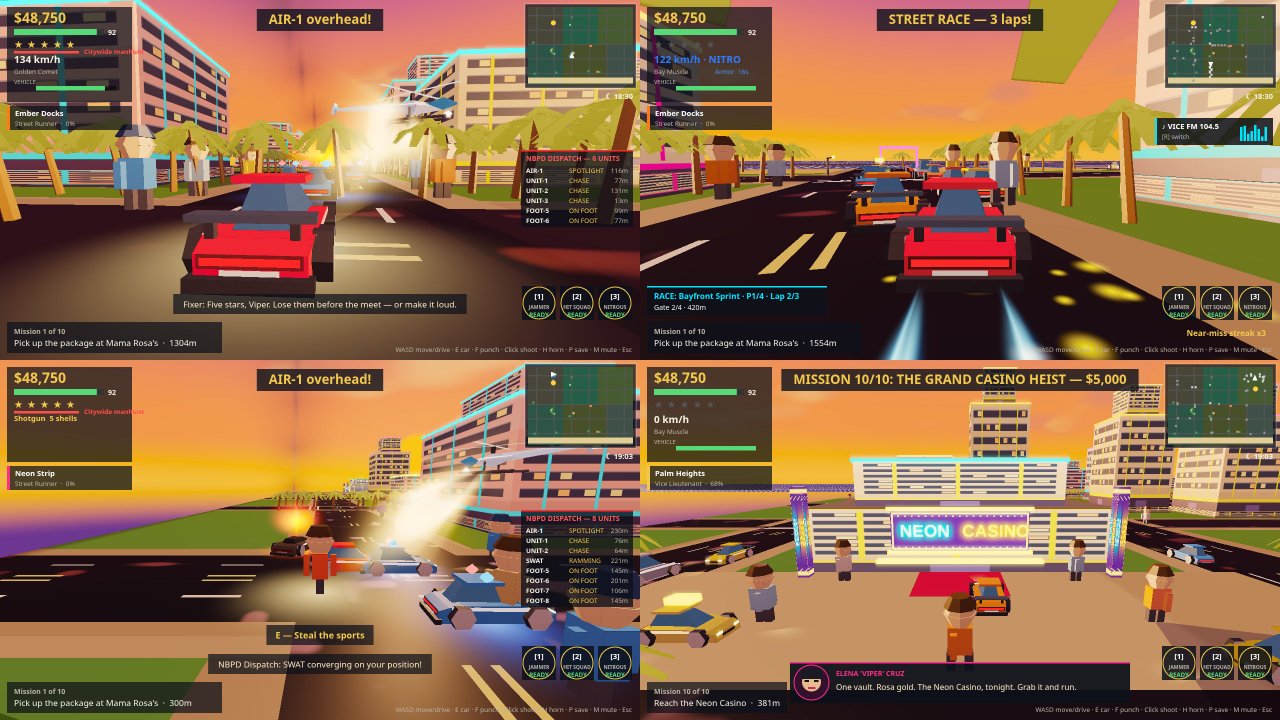 $48,750
92
★ ★ ★ ★ ★ Citywide manhunt
134 km/h
Golden Comet
VEHICLE
Ember Docks
Street Runner · 0%
AIR-1 overhead!
☾ 18:30
NBPD DISPATCH — 6 UNITS
AIR-1 SPOTLIGHT 116m
UNIT-1 CHASE 77m
UNIT-2 CHASE 131m
UNIT-3 CHASE 13m
FOOT-5 ON FOOT 99m
FOOT-6 ON FOOT 77m
Fixer: Five stars, Viper. Lose them before the meet — or make it loud.
[1] [2] [3]
JAMMER HIT SQUAD NITROUS
READY READY READY
Mission 1 of 10
Pick up the package at Mama Rosa's · 1304m
WASD move/drive · E car · F punch · Click shoot · H horn · P save · M mute · Esc
$48,750
92
★ ★ ★ ★ ★
122 km/h · NITRO
Bay Muscle Armor 16s
VEHICLE
Ember Docks
Street Runner · 0%
STREET RACE — 3 laps!
☾ 18:30
♪ VICE FM 104.5
[R] switch
RACE: Bayfront Sprint · P1/4 · Lap 2/3
Gate 2/4 · 420m
[1] [2] [3]
JAMMER HIT SQUAD NITROUS
READY READY READY
Near-miss streak x3
Mission 1 of 10
Pick up the package at Mama Rosa's · 1554m
WASD move/drive · E car · F punch · Click shoot · H horn · P save · M mute · Esc
$48,750
92
★ ★ ★ ★ ★ Citywide manhunt
Shotgun 5 shells
Neon Strip
Street Runner · 0%
AIR-1 overhead!
☾ 19:03
NBPD DISPATCH — 8 UNITS
AIR-1 SPOTLIGHT 230m
UNIT-1 CHASE 76m
UNIT-2 CHASE 64m
SWAT RAMMING 221m
FOOT-5 ON FOOT 145m
FOOT-6 ON FOOT 201m
FOOT-7 ON FOOT 106m
FOOT-8 ON FOOT 145m
E — Steal the sports
NBPD Dispatch: SWAT converging on your position!
[1] [2] [3]
JAMMER HIT SQUAD NITROUS
READY READY READY
Mission 1 of 10
Pick up the package at Mama Rosa's · 300m
WASD move/drive · E car · F punch · Click shoot · H horn · P save · M mute · Esc
$48,750
92
★ ★ ★ ★ ★
0 km/h
Bay Muscle
VEHICLE
Palm Heights
Vice Lieutenant · 68%
MISSION 10/10: THE GRAND CASINO HEIST — $5,000
☾ 19:03
NEON CASINO
[1] [2] [3]
JAMMER HIT SQUAD NITROUS
READY READY READY
ELENA 'VIPER' CRUZ
One vault. Rosa gold. The Neon Casino, tonight. Grab it and run.
Mission 10 of 10
Reach the Neon Casino · 381m
WASD move/drive · E car · F punch · Click shoot · H horn · P save · M mute · Esc